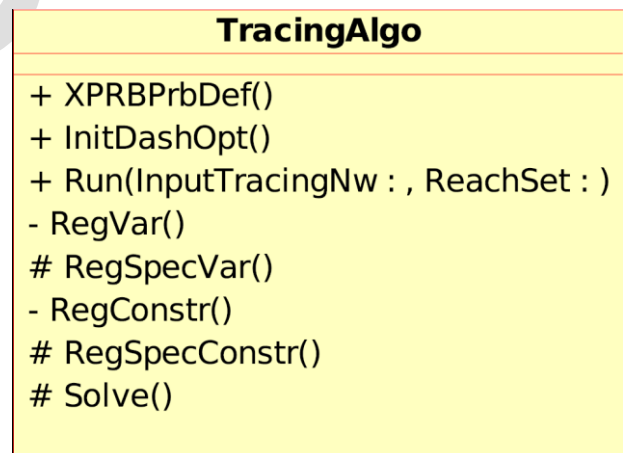 TracingAlgo
+ XPRBPrbDef()
+ InitDashOpt()
+ Run(InputTracingNw : , ReachSet : )
- RegVar()
# RegSpecVar()
- RegConstr()
# RegSpecConstr()
# Solve()